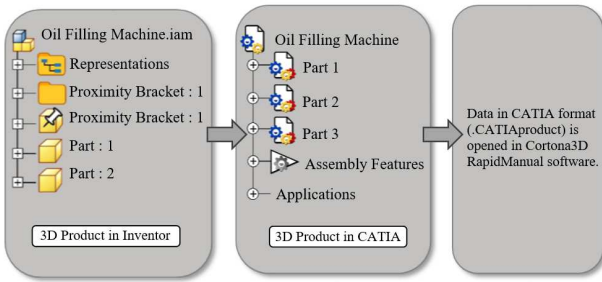 Oil Filling Machine.iam
Representations
Proximity Bracket : 1
Proximity Bracket : 1
Part : 1
Part : 2
3D Product in Inventor
Oil Filling Machine
Part 1
Part 2
Part 3
Assembly Features
Applications
3D Product in CATIA
Data in CATIA format
(.CATIAproduct) is
opened in Cortona3D
RapidManual software.